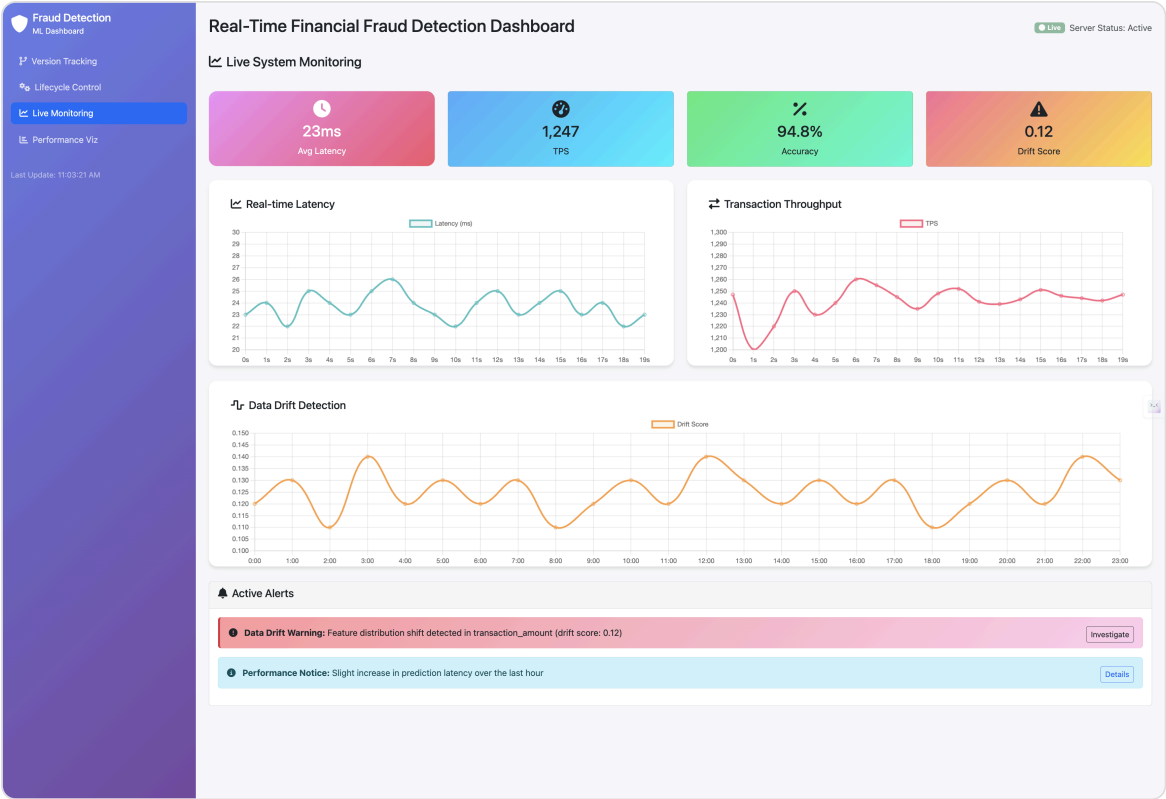 Fraud Detection
ML Dashboard
Version Tracking
Lifecycle Control
Live Monitoring
Performance Viz
Last Update: 11:03:21 AM
Real-Time Financial Fraud Detection Dashboard
Live Server Status: Active
Live System Monitoring
23ms
Avg Latency
1,247
TPS
94.8%
Accuracy
0.12
Drift Score
Real-time Latency
Latency (ms)
30
29
28
27
26
25
24
23
22
21
20
0s 1s 2s 3s 4s 5s 6s 7s 8s 9s 10s 11s 12s 13s 14s 15s 16s 17s 18s 19s
Transaction Throughput
TPS
1,300
1,290
1,280
1,270
1,260
1,250
1,240
1,230
1,220
1,210
1,200
0s 1s 2s 3s 4s 5s 6s 7s 8s 9s 10s 11s 12s 13s 14s 15s 16s 17s 18s 19s
Data Drift Detection
Drift Score
0.150
0.145
0.140
0.135
0.130
0.125
0.120
0.115
0.110
0.105
0.100
0:00 1:00 2:00 3:00 4:00 5:00 6:00 7:00 8:00 9:00 10:00 11:00 12:00 13:00 14:00 15:00 16:00 17:00 18:00 19:00 20:00 21:00 22:00 23:00
Active Alerts
Data Drift Warning: Feature distribution shift detected in transaction_amount (drift score: 0.12)
Investigate
Performance Notice: Slight increase in prediction latency over the last hour
Details